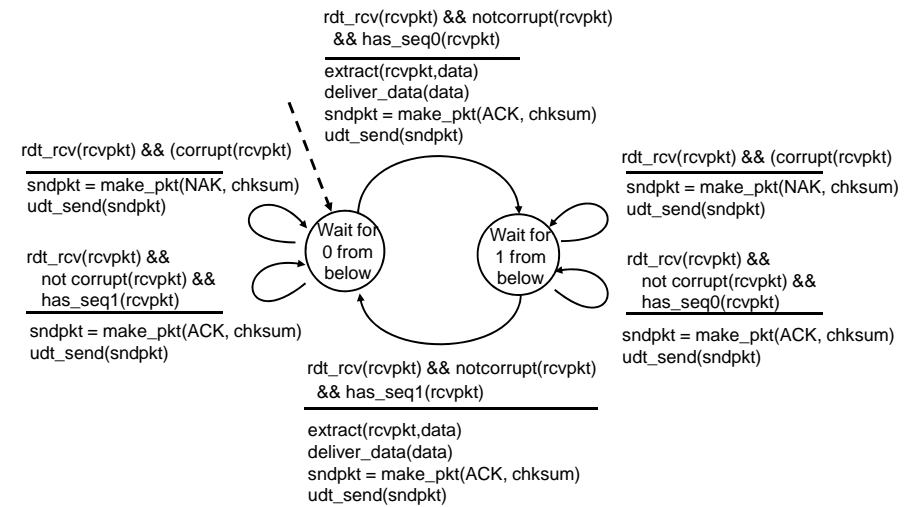 rdt_rcv(rcvpkt) && notcorrupt(rcvpkt)
&& has_seq0(rcvpkt)
extract(rcvpkt,data)
deliver_data(data)
sndpkt = make_pkt(ACK, chksum)
udt_send(sndpkt)
rdt_rcv(rcvpkt) && (corrupt(rcvpkt)
sndpkt = make_pkt(NAK, chksum)
udt_send(sndpkt)
rdt_rcv(rcvpkt) &&
not corrupt(rcvpkt) &&
has_seq1(rcvpkt)
sndpkt = make_pkt(ACK, chksum)
udt_send(sndpkt)
Wait for
0 from
below
Wait for
1 from
below
rdt_rcv(rcvpkt) && (corrupt(rcvpkt)
sndpkt = make_pkt(NAK, chksum)
udt_send(sndpkt)
rdt_rcv(rcvpkt) &&
not corrupt(rcvpkt) &&
has_seq0(rcvpkt)
sndpkt = make_pkt(ACK, chksum)
udt_send(sndpkt)
rdt_rcv(rcvpkt) && notcorrupt(rcvpkt)
&& has_seq1(rcvpkt)
extract(rcvpkt,data)
deliver_data(data)
sndpkt = make_pkt(ACK, chksum)
udt_send(sndpkt)